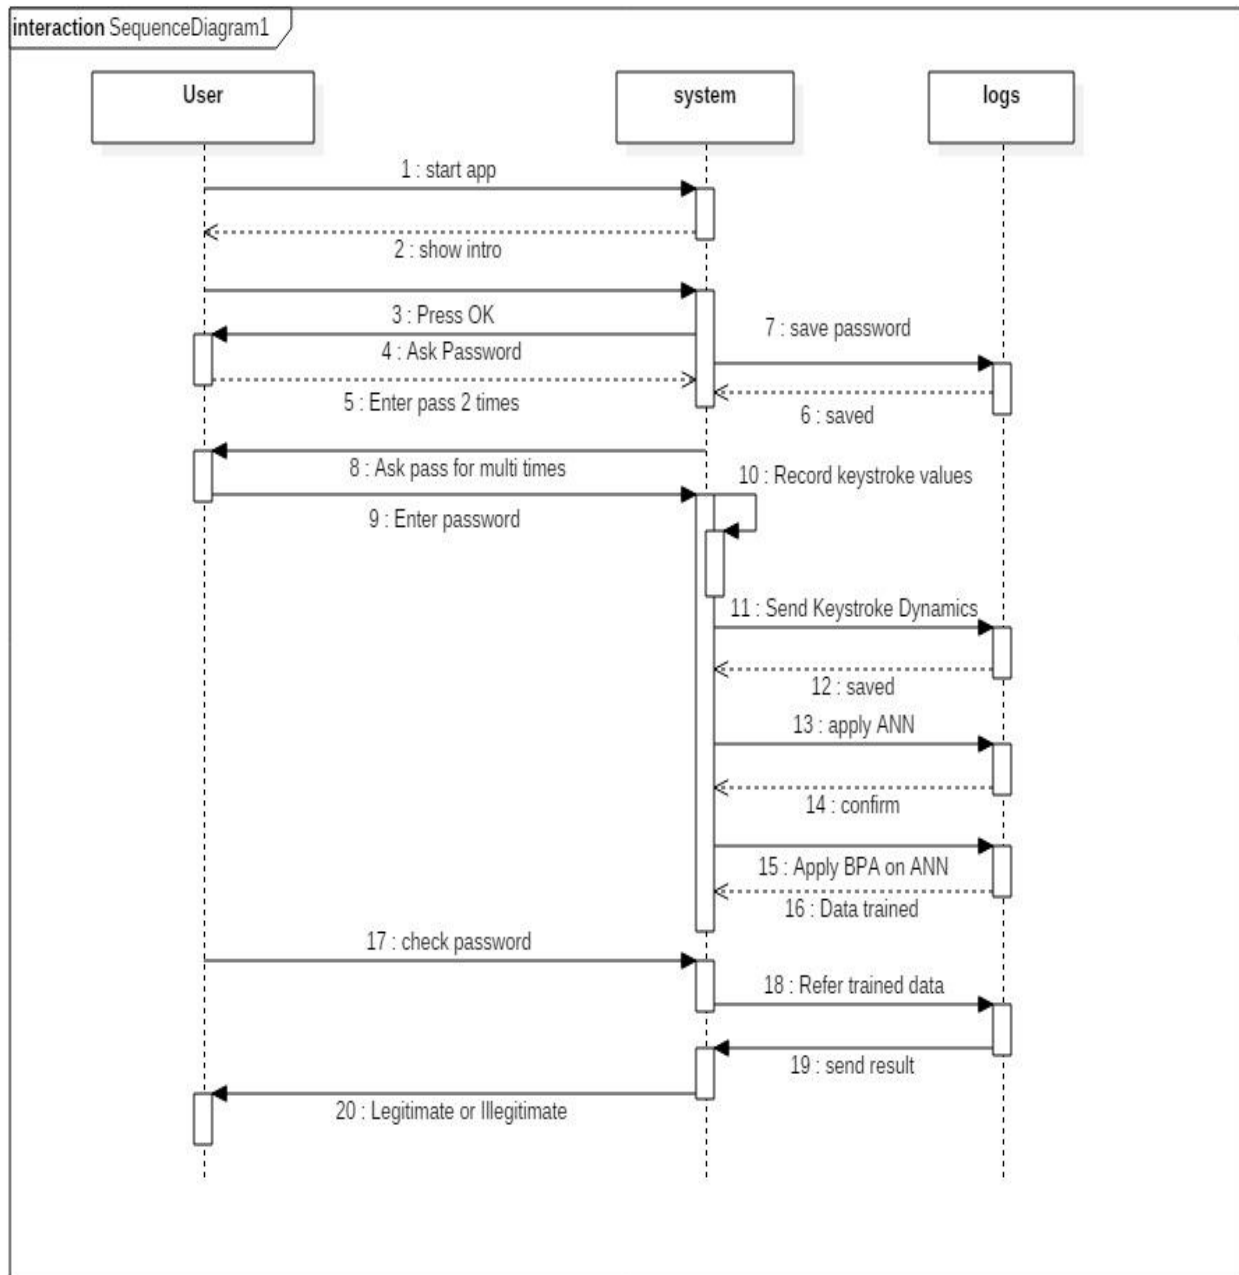 interaction SequenceDiagram1
User
system
logs
1 : start app
2 : show intro
3 : Press OK
7 : save password
4 : Ask Password
5 : Enter pass 2 times
6 : saved
8 : Ask pass for multi times
10 : Record keystroke values
9 : Enter password
11 : Send Keystroke Dynamics
12 : saved
13 : apply ANN
14 : confirm
15 : Apply BPA on ANN
16 : Data trained
17 : check password
18 : Refer trained data
19 : send result
20 : Legitimate or Illegitimate